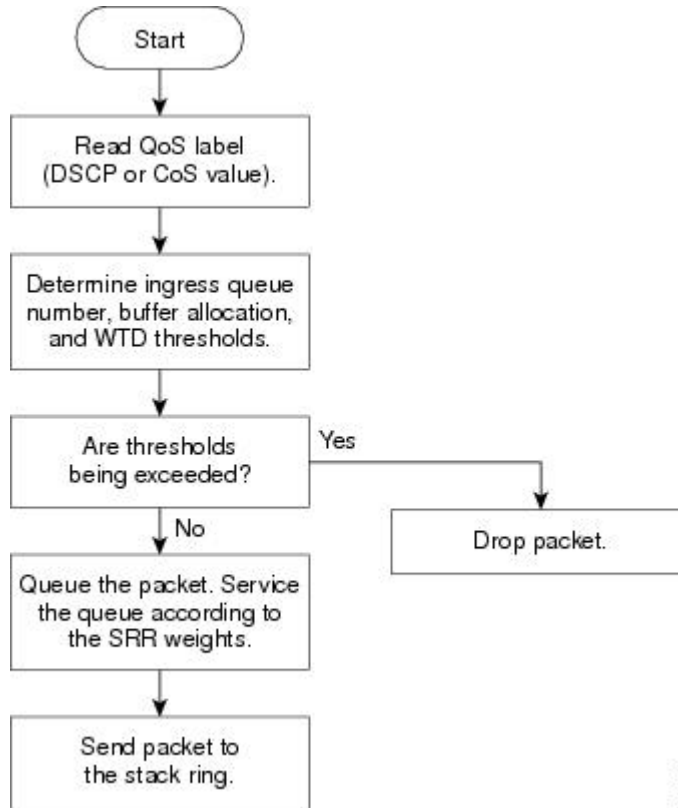 Start
Read QoS label
(DSCP or CoS value).
Determine ingress queue
number, buffer allocation,
and WTD thresholds.
Are thresholds
being exceeded?
Yes
No
Drop packet.
Queue the packet. Service
the queue according to
the SRR weights.
Send packet to
the stack ring.